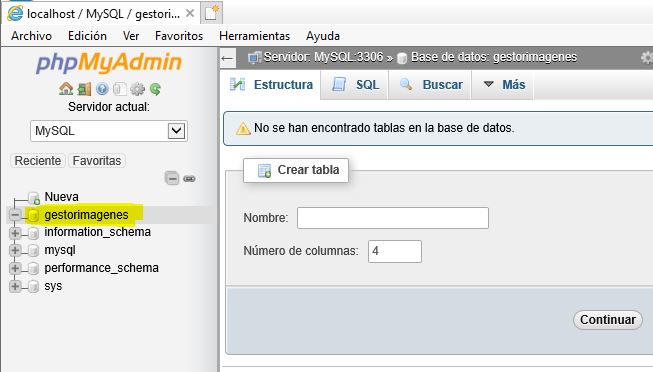 localhost / MySQL / gestori...
Archivo Edición Ver Favoritos Herramientas Ayuda
phpMyAdmin
Servidor actual:
MySQL
Reciente Favoritas
Nueva
gestorimagenes
information_schema
mysql
performance_schema
sys
Servidor: MySQL:3306 » Base de datos: gestorimagenes
Estructura SQL Buscar Más
No se han encontrado tablas en la base de datos.
Crear tabla
Nombre:
Número de columnas: 4
Continuar